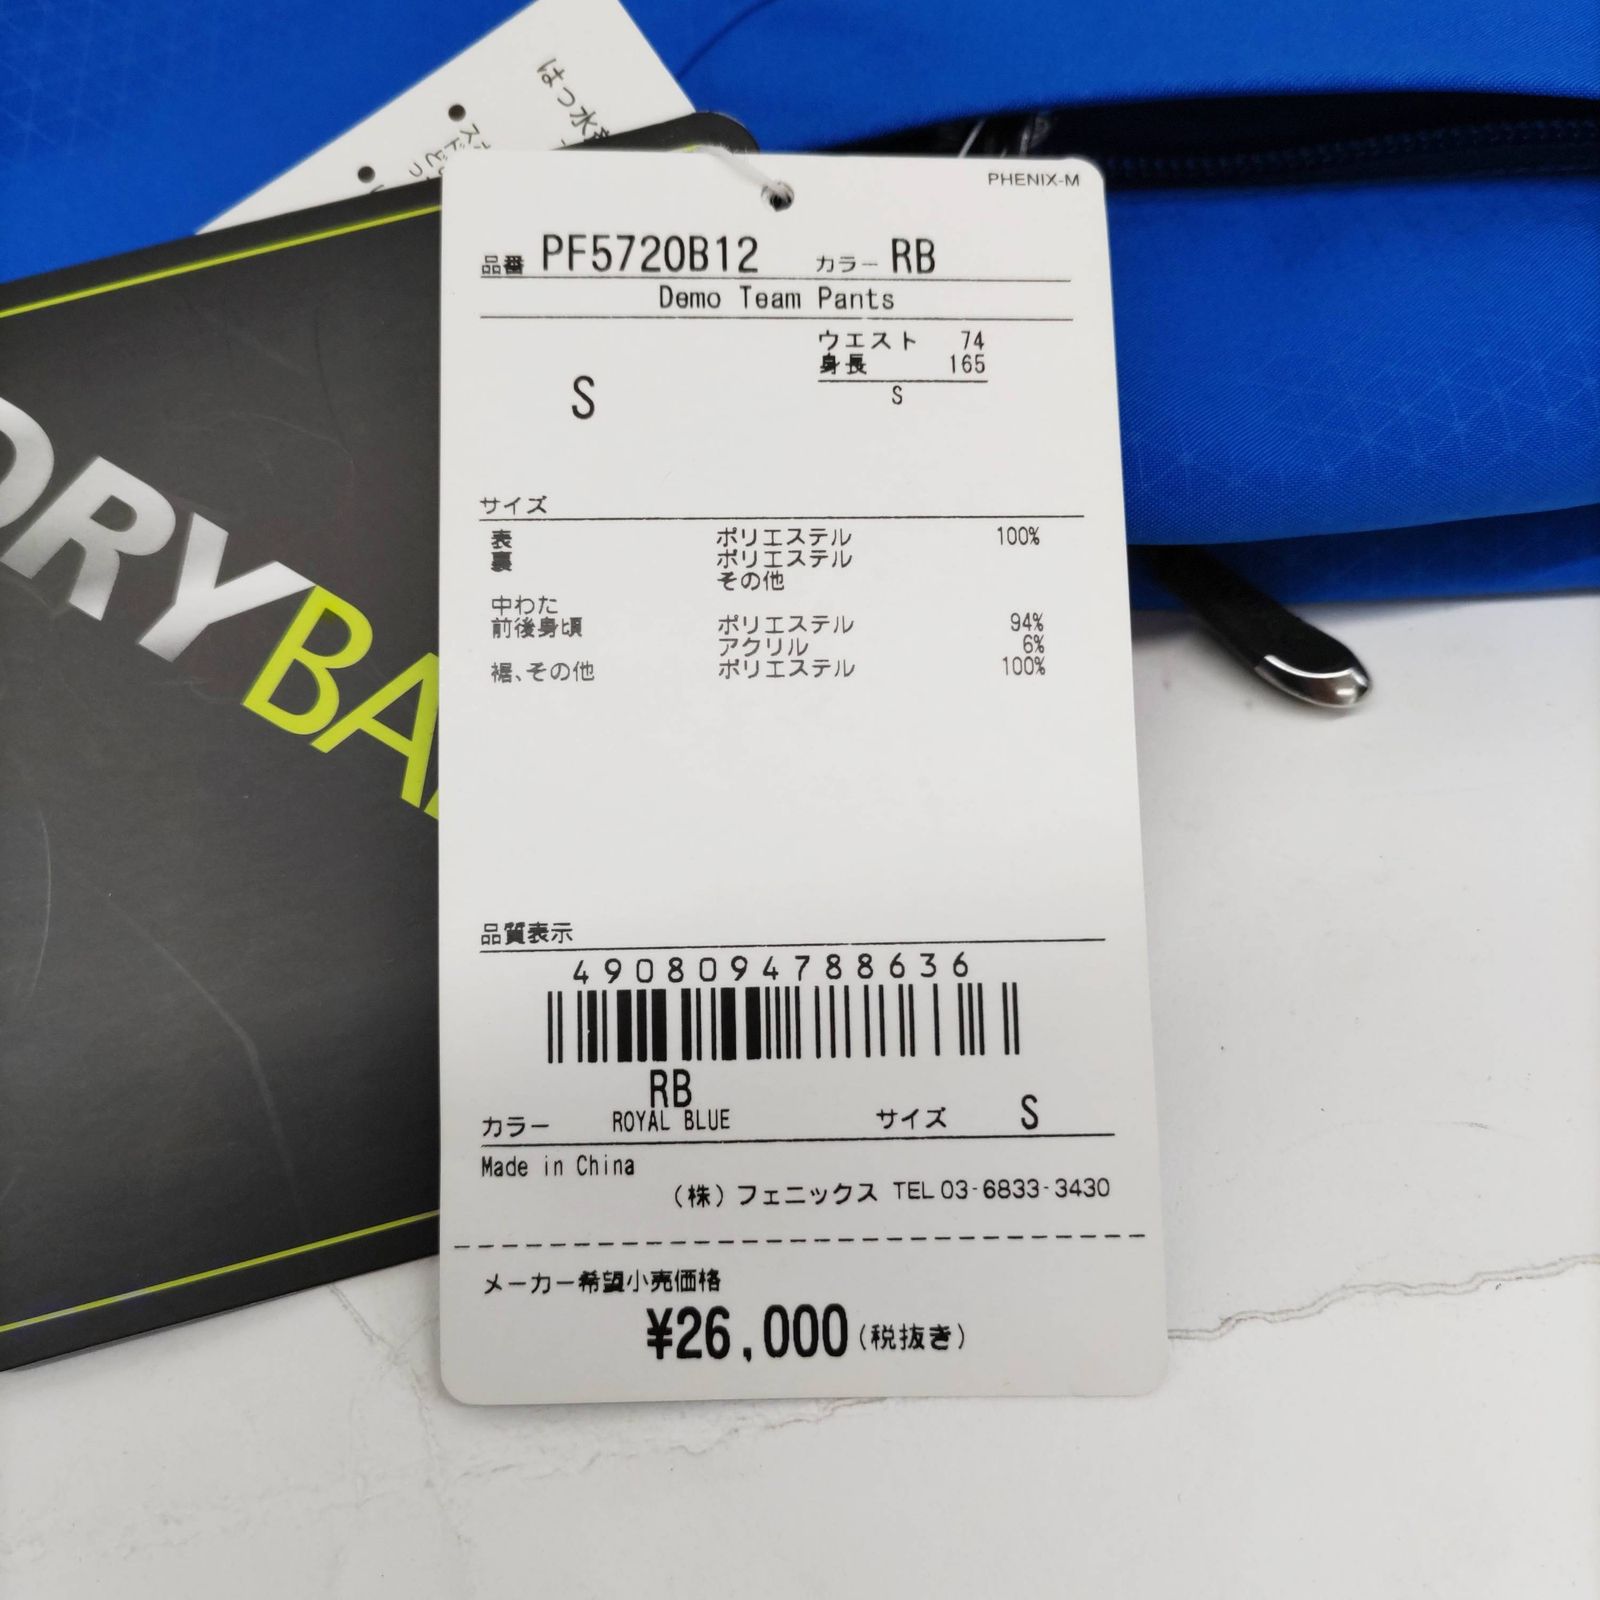 はっ水
PHENIX-M
品番 PF5720B12 カラー RB
Demo Team Pants
ウエスト 74
身長 165
S
S
サイズ
表 ポリエステル 100%
裏 ポリエステル
その他
中わた
前後身頃 ポリエステル 94%
アクリル 6%
裾、その他 ポリエステル 100%
品質表示
4908094788636
RB
カラー ROYAL BLUE サイズ S
Made in China
(株)フェニックス TEL 03-6833-3430
メーカー希望小売価格
¥26,000(税抜き)
DRYBA